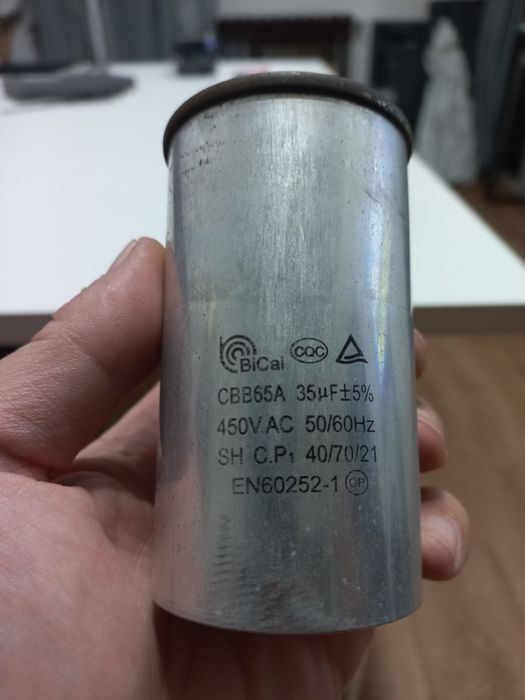 BiCai CQC
CBB65A 35µF±5%
450V.AC 50/60Hz
SH C.P₁ 40/70/21
EN60252-1 GP